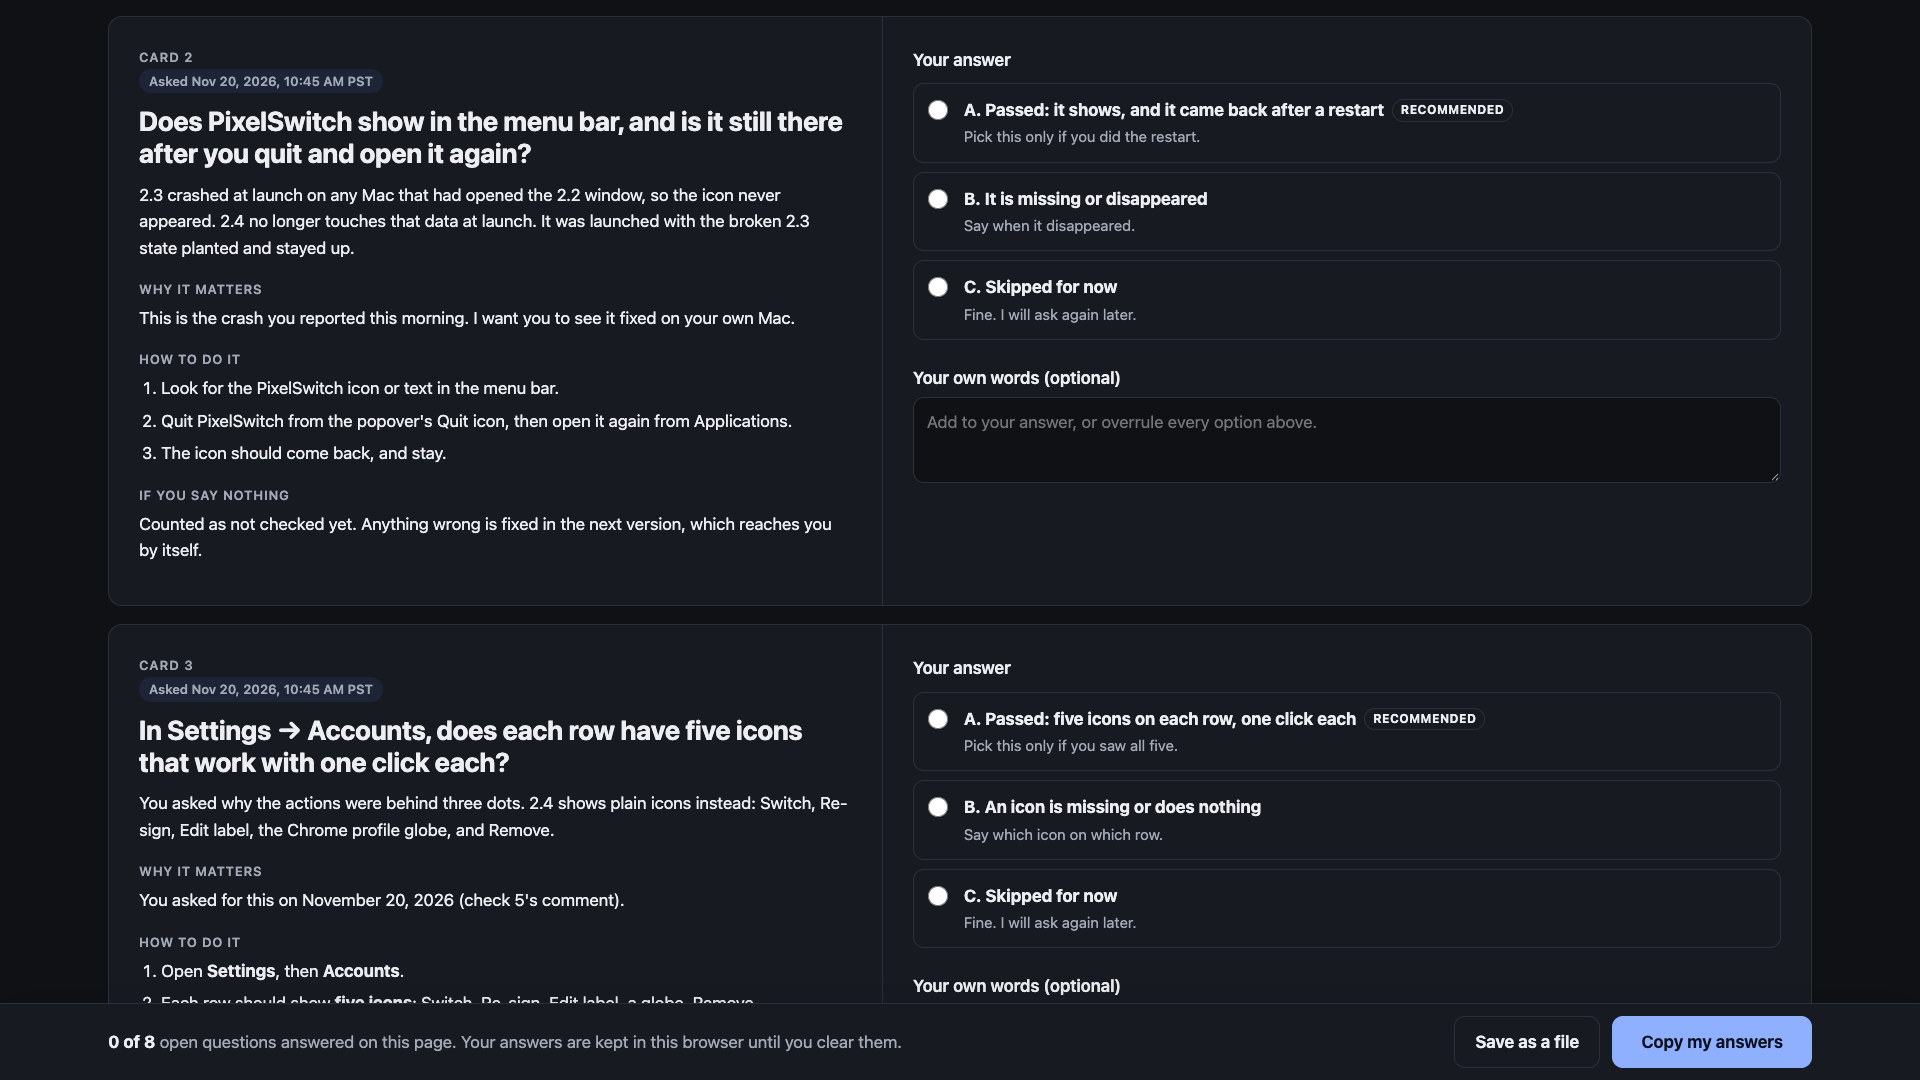 CARD 2
Asked Nov 20, 2026, 10:45 AM PST
Does PixelSwitch show in the menu bar, and is it still there
after you quit and open it again?
2.3 crashed at launch on any Mac that had opened the 2.2 window, so the icon never
appeared. 2.4 no longer touches that data at launch. It was launched with the broken 2.3
state planted and stayed up.
WHY IT MATTERS
This is the crash you reported this morning. I want you to see it fixed on your own Mac.
HOW TO DO IT
1. Look for the PixelSwitch icon or text in the menu bar.
2. Quit PixelSwitch from the popover's Quit icon, then open it again from Applications.
3. The icon should come back, and stay.
IF YOU SAY NOTHING
Counted as not checked yet. Anything wrong is fixed in the next version, which reaches you
by itself.
Your answer
A. Passed: it shows, and it came back after a restart RECOMMENDED
Pick this only if you did the restart.
B. It is missing or disappeared
Say when it disappeared.
C. Skipped for now
Fine. I will ask again later.
Your own words (optional)
Add to your answer, or overrule every option above.
CARD 3
Asked Nov 20, 2026, 10:45 AM PST
In Settings → Accounts, does each row have five icons
that work with one click each?
You asked why the actions were behind three dots. 2.4 shows plain icons instead: Switch, Re-
sign, Edit label, the Chrome profile globe, and Remove.
WHY IT MATTERS
You asked for this on November 20, 2026 (check 5's comment).
HOW TO DO IT
1. Open Settings, then Accounts.
2. Each row should show five icons: Switch, Re-sign, Edit label, a globe, Remove.
Your answer
A. Passed: five icons on each row, one click each RECOMMENDED
Pick this only if you saw all five.
B. An icon is missing or does nothing
Say which icon on which row.
C. Skipped for now
Fine. I will ask again later.
Your own words (optional)
0 of 8 open questions answered on this page. Your answers are kept in this browser until you clear them.
Save as a file
Copy my answers